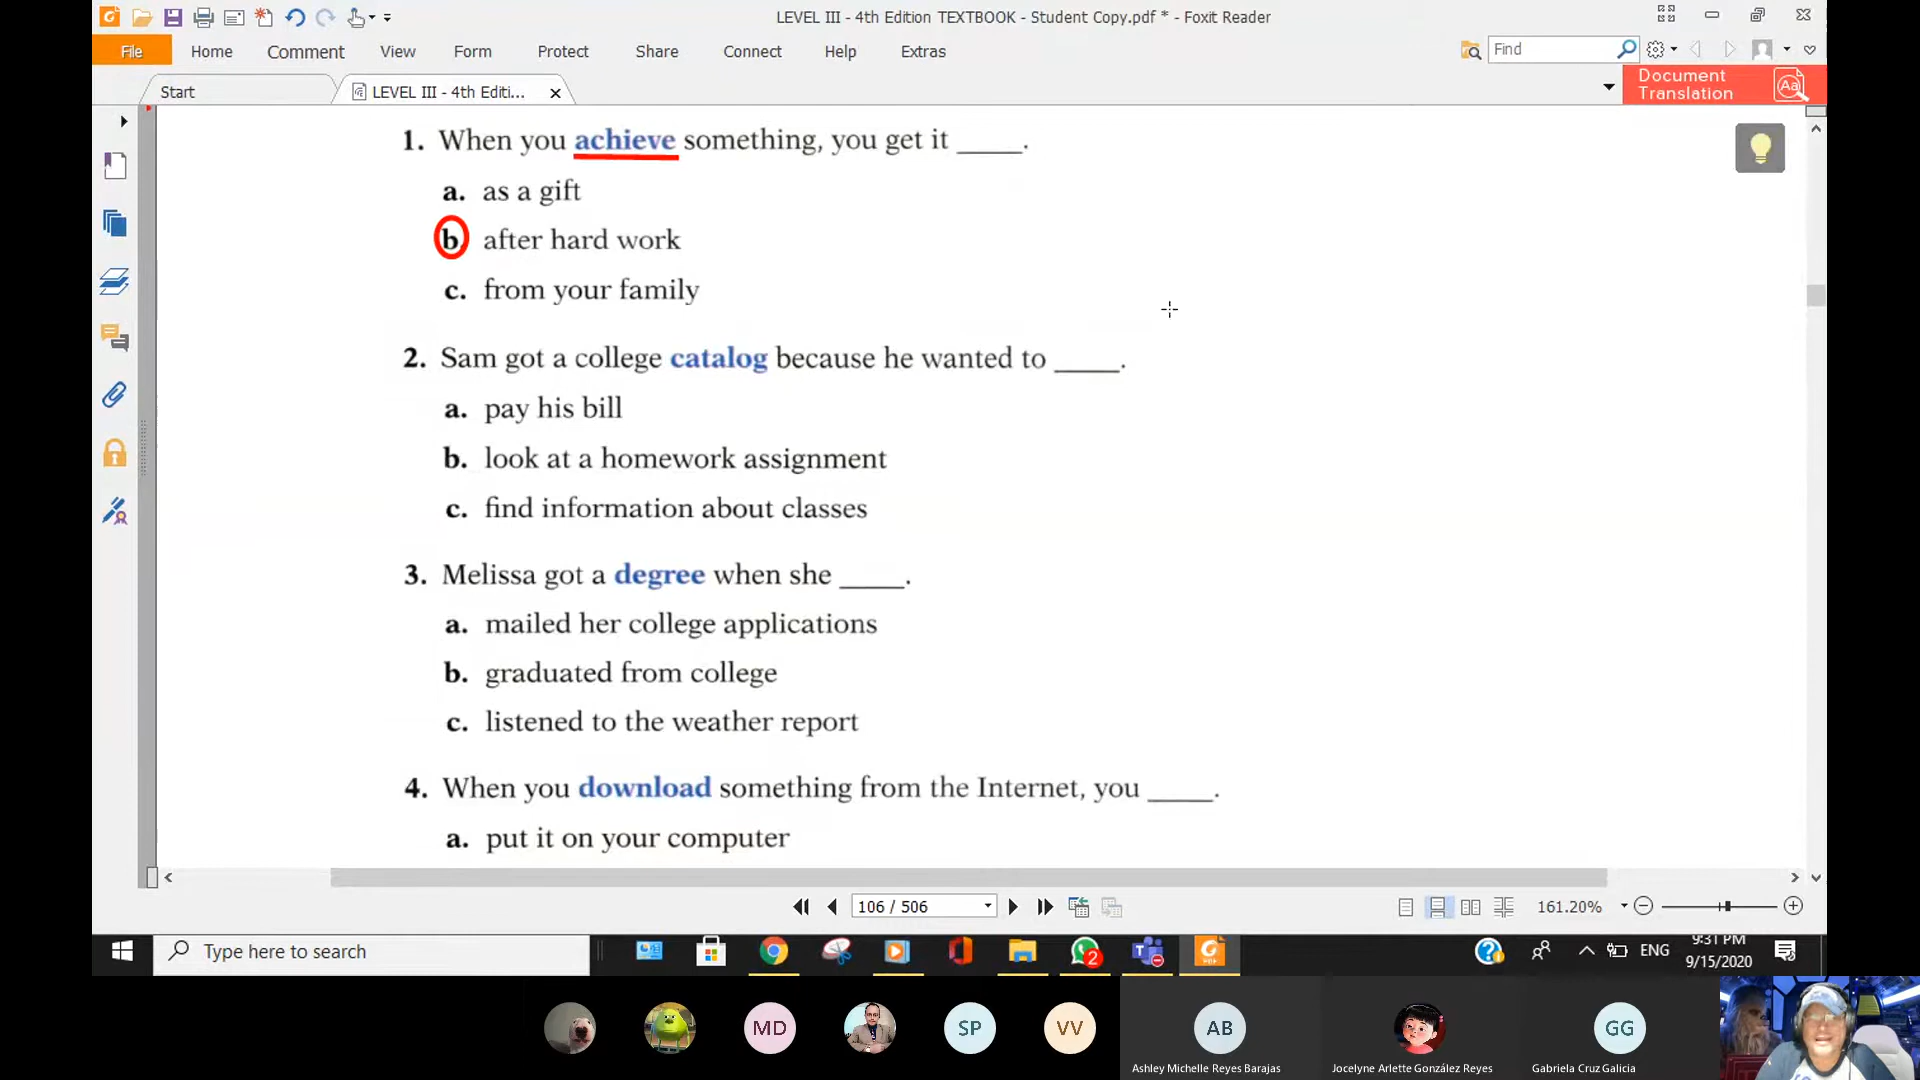 LEVEL III - 4th Edition TEXTBOOK - Student Copy.pdf * - Foxit Reader
File Home Comment View Form Protect Share Connect Help Extras
Find
Start
LEVEL III - 4th Editi...
Document
Translation
Aa
1. When you achieve something, you get it _____.
a. as a gift
b. after hard work
c. from your family
2. Sam got a college catalog because he wanted to _____.
a. pay his bill
b. look at a homework assignment
c. find information about classes
3. Melissa got a degree when she _____.
a. mailed her college applications
b. graduated from college
c. listened to the weather report
4. When you download something from the Internet, you _____.
a. put it on your computer
106 / 506
161.20%
Type here to search
2
PDF
ENG
9:31 PM
9/15/2020
MD
SP
VV
AB
GG
Ashley Michelle Reyes Barajas
Jocelyne Arlette González Reyes
Gabriela Cruz Galicia